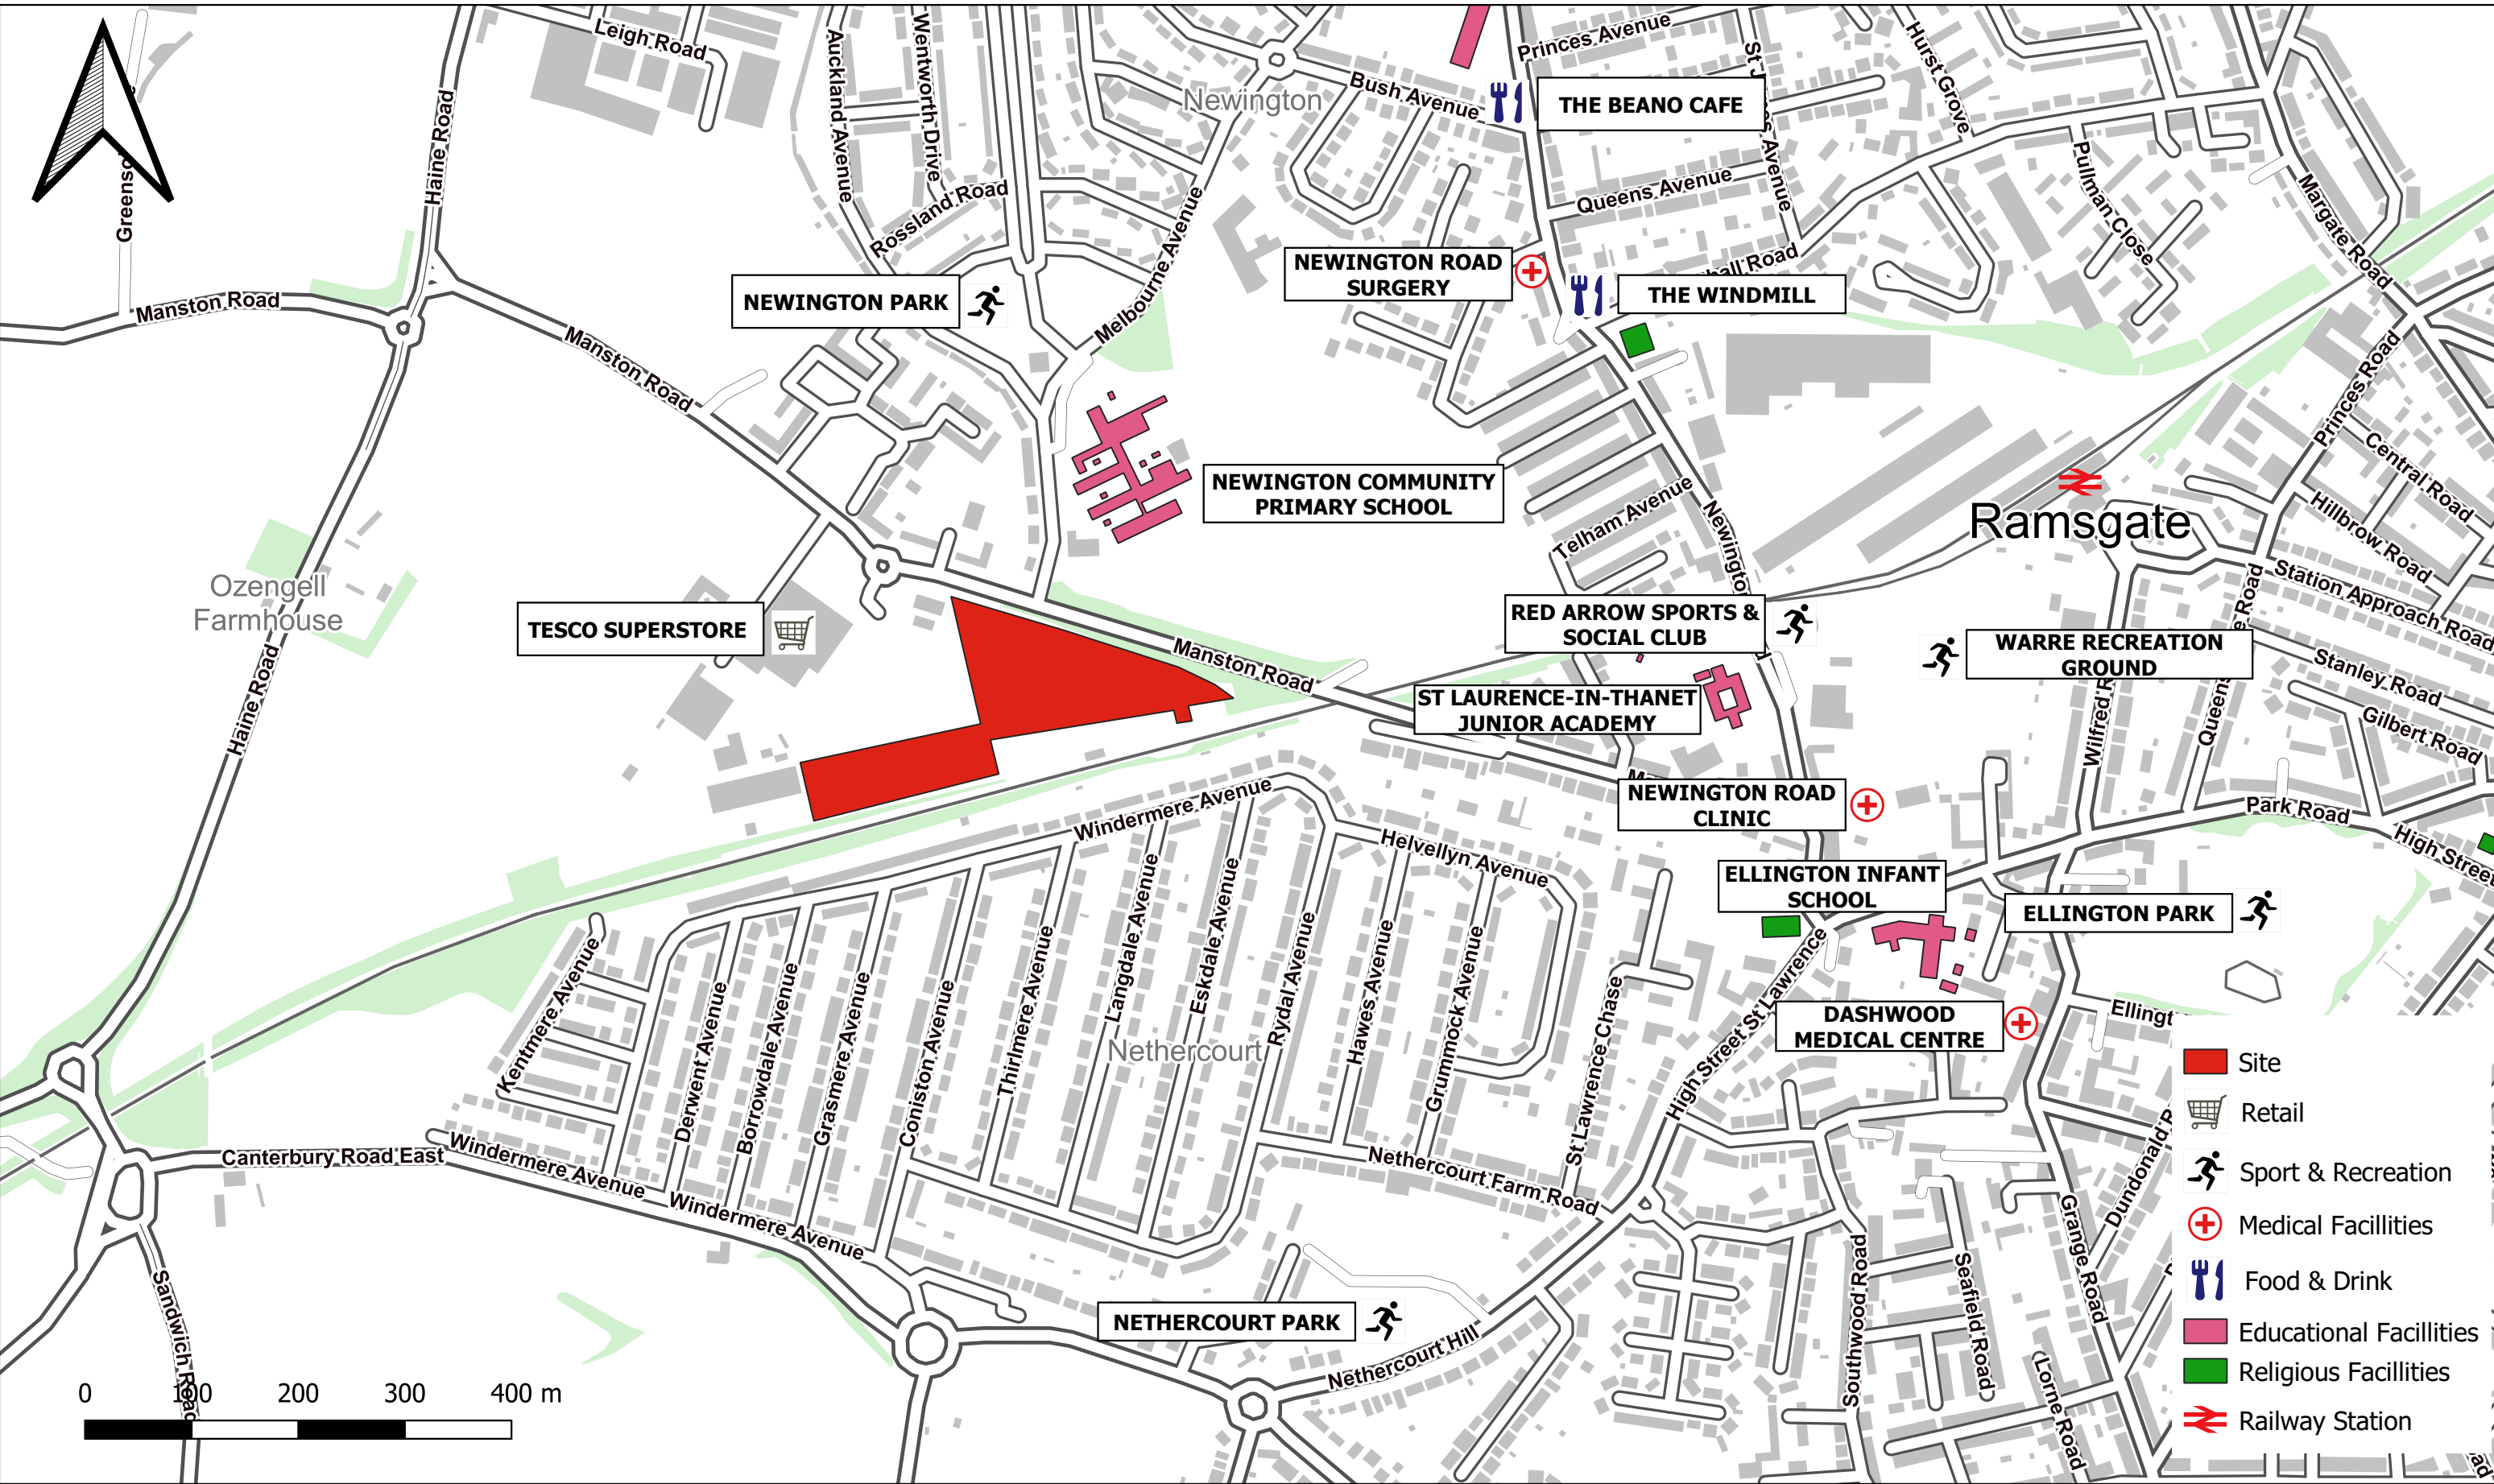 Leigh Road
Auckland Avenue
Wentworth Drive
Princes Avenue
Hurst Grove
Bush Avenue
Newington
THE BEANO CAFE
Haine Road
Rossland Road
Queens Avenue
Pullman Close
Margate Road
Melbourne Avenue
NEWINGTON ROAD
SURGERY
THE WINDMILL
NEWINGTON PARK
Manston Road
Manston Road
Princes Road
Central Road
Hillbrow Road
NEWINGTON COMMUNITY
PRIMARY SCHOOL
Telham Avenue
Newington
Ramsgate
Station Approach Road
Ozengell
Farmhouse
TESCO SUPERSTORE
RED ARROW SPORTS &
SOCIAL CLUB
WARRE RECREATION
GROUND
Manston Road
Stanley Road
Gilbert Road
ST LAURENCE-IN-THANET
JUNIOR ACADEMY
Haine Road
NEWINGTON ROAD
CLINIC
Park Road
High Street
Windermere Avenue
Helvellyn Avenue
ELLINGTON INFANT
SCHOOL
ELLINGTON PARK
Kentmere Avenue
Derwent Avenue
Borrowdale Avenue
Grasmere Avenue
Coniston Avenue
Thirlmere Avenue
Langdale Avenue
Eskdale Avenue
Rydal Avenue
Hawes Avenue
Grummock Avenue
St Lawrence Chase
High Street St Lawrence
DASHWOOD
MEDICAL CENTRE
Nethercourt
Canterbury Road East
Windermere Avenue
Windermere Avenue
Nethercourt Farm Road
Grange Road
Southwood Road
Seafield Road
Lorne Road
NETHERCOURT PARK
Nethercourt Hill
Sandwich Road
0 100 200 300 400 m
Site
Retail
Sport & Recreation
Medical Facillities
Food & Drink
Educational Facillities
Religious Facillities
Railway Station